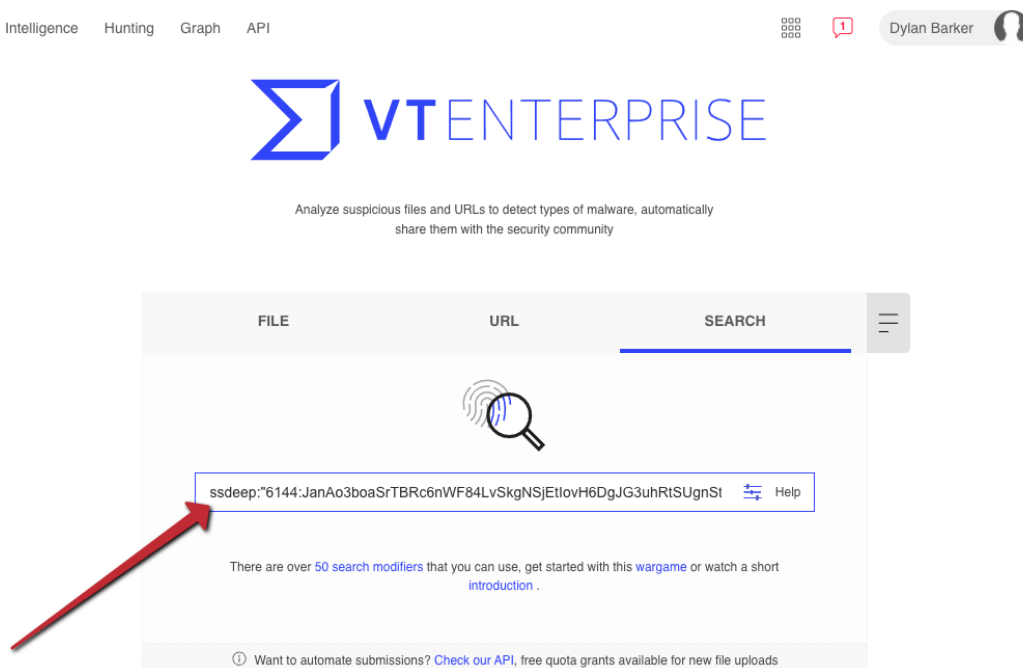 Intelligence Hunting Graph API 1 Dylan Barker
VTENTERPRISE
Analyze suspicious files and URLs to detect types of malware, automatically
share them with the security community
FILE URL SEARCH
ssdeep:"6144:JanAo3boaSrTBRc6nWF84LvSkgNSjEtIovH6DgJG3uhRtSUgnSt Help
There are over 50 search modifiers that you can use, get started with this wargame or watch a short
introduction .
Want to automate submissions? Check our API, free quota grants available for new file uploads